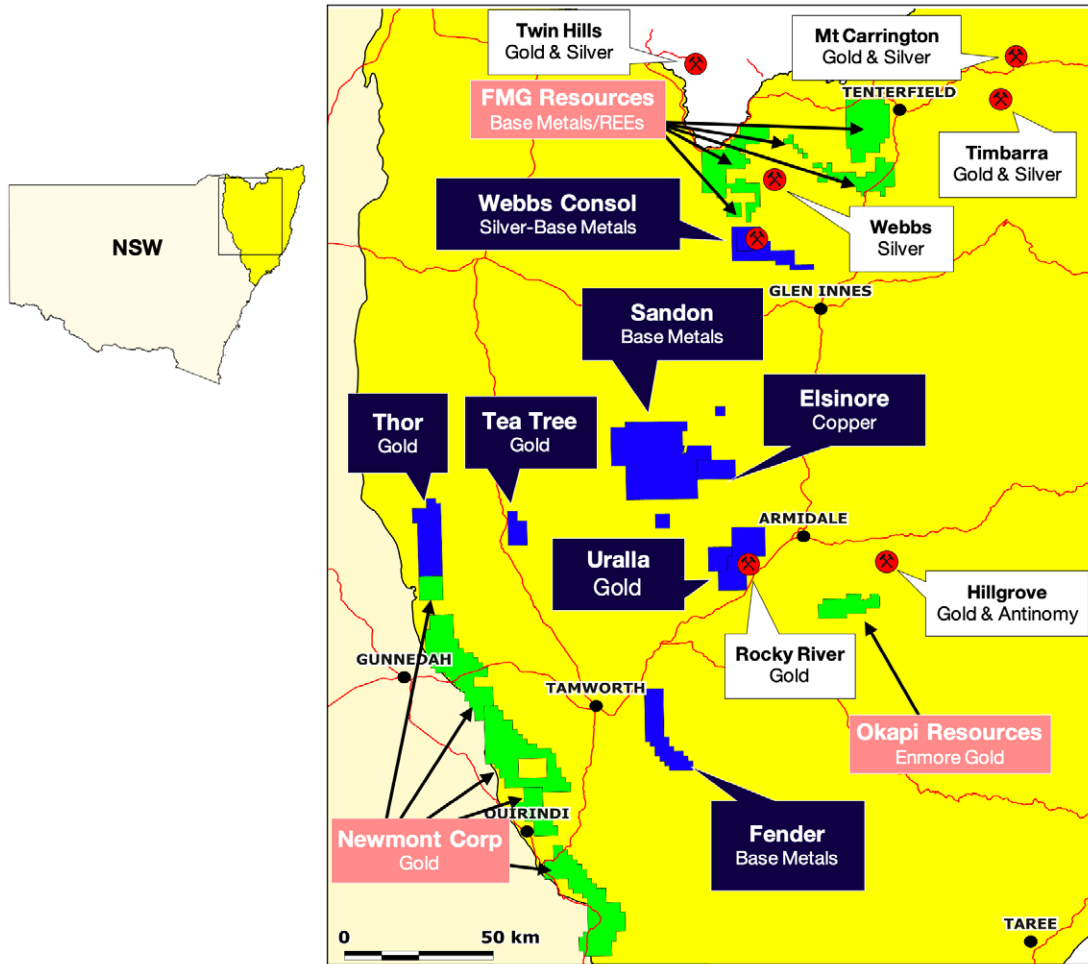 Twin Hills
Gold & Silver
Mt Carrington
Gold & Silver
FMG Resources
Base Metals/REEs
TENTERFIELD
Timbarra
Gold & Silver
Webbs Consol
Silver-Base Metals
Webbs
Silver
NSW
GLEN INNES
Sandon
Base Metals
Elsinore
Copper
Thor
Gold
Tea Tree
Gold
ARMIDALE
Uralla
Gold
Hillgrove
Gold & Antinomy
Rocky River
Gold
GUNNEDAH
TAMWORTH
Okapi Resources
Enmore Gold
QUIRINDI
Newmont Corp
Gold
Fender
Base Metals
TAREE
0 50 km